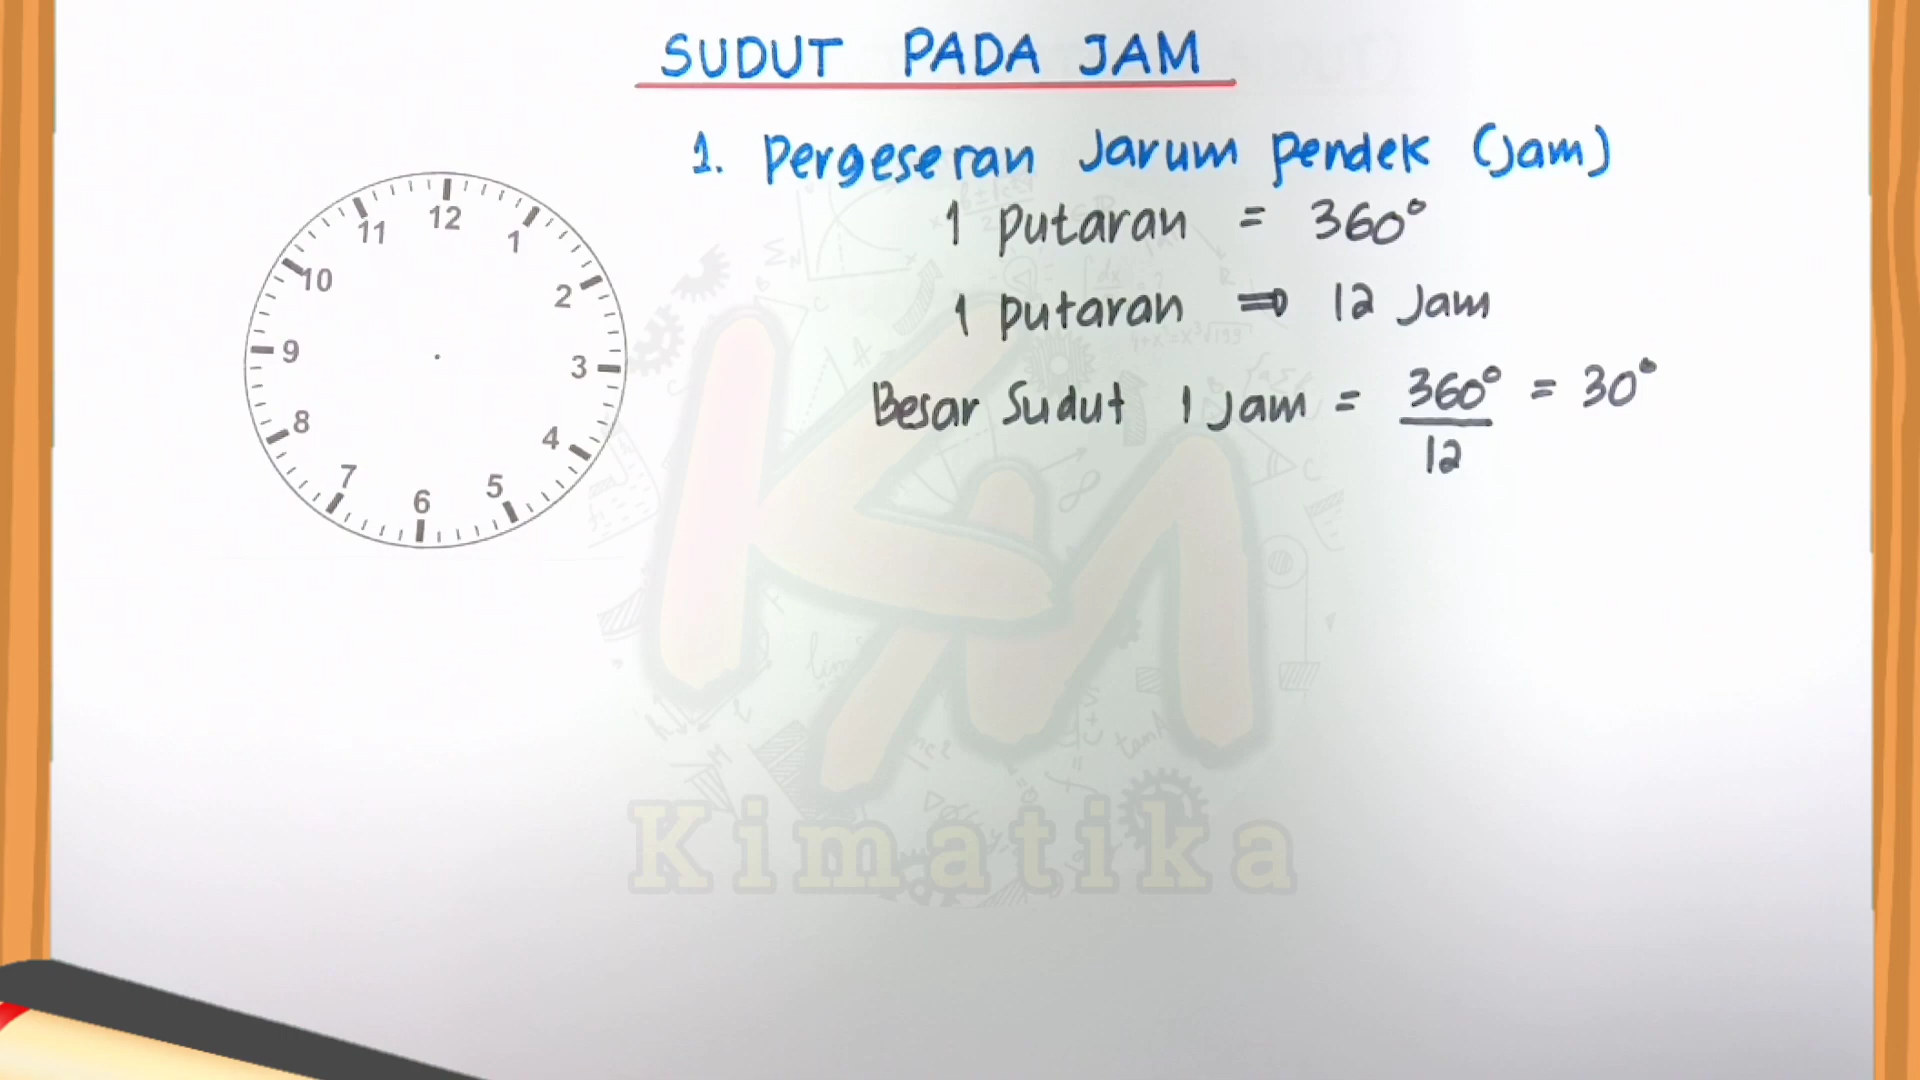 SUDUT PADA JAM
1. Pergeseran Jarum pendek (Jam)
1 putaran = 360°
1 putaran ⇒ 12 Jam
Besar Sudut 1 Jam = 360°/12 = 30°
12
11
1
10
2
9
3
8
4
7
5
6
Kimatika